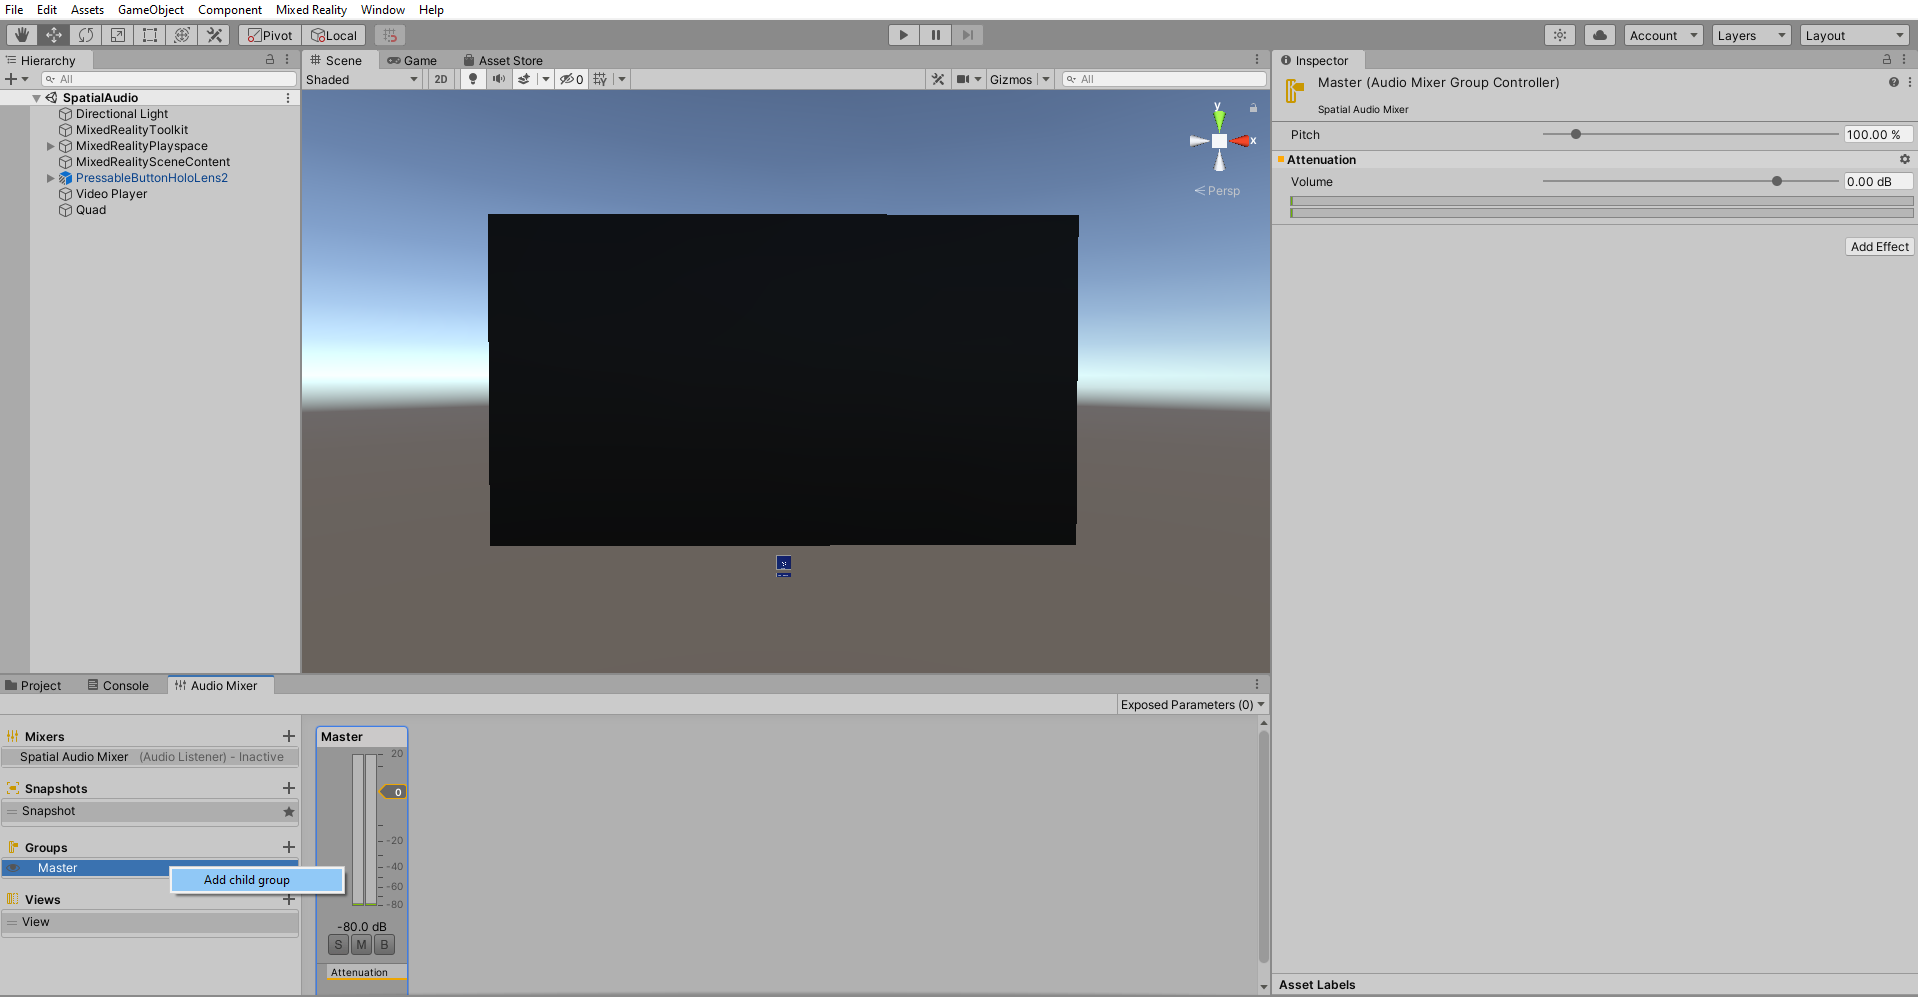 File Edit Assets GameObject Component Mixed Reality Window Help
Pivot Local Account Layers Layout
Hierarchy
All
SpatialAudio
Directional Light
MixedRealityToolkit
MixedRealityPlayspace
MixedRealitySceneContent
PressableButtonHoloLens2
Video Player
Quad
Scene Game Asset Store
Shaded 2D 0 Gizmos All
y
x
Persp
Inspector
Master (Audio Mixer Group Controller)
Spatial Audio Mixer
Pitch 100.00 %
Attenuation
Volume 0.00 dB
Add Effect
Asset Labels
Project Console Audio Mixer
Exposed Parameters (0)
Mixers
Spatial Audio Mixer (Audio Listener) - Inactive
Snapshots
Snapshot
Groups
Master
Add child group
Views
View
Master
20
0
-20
-40
-60
-80
-80.0 dB
S M B
Attenuation